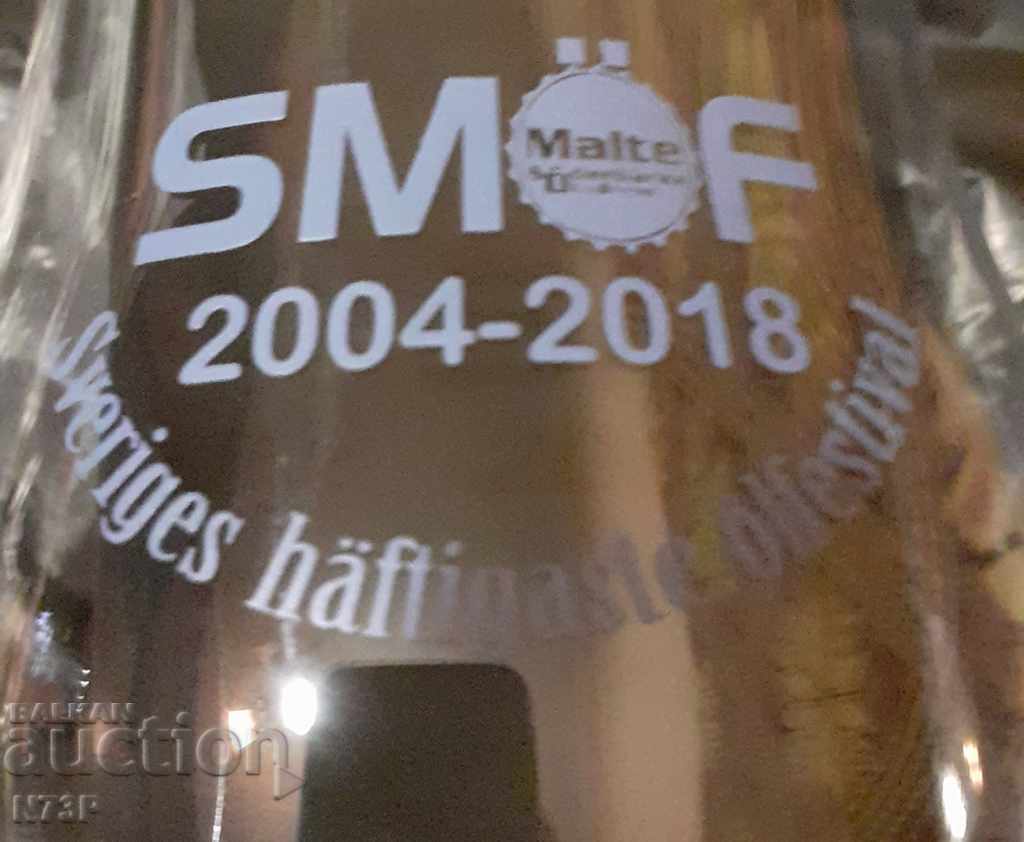 SMÖF
Malte
2004-2018
Sveriges häftigaste ölfestival
BALKAN
auction
N73P